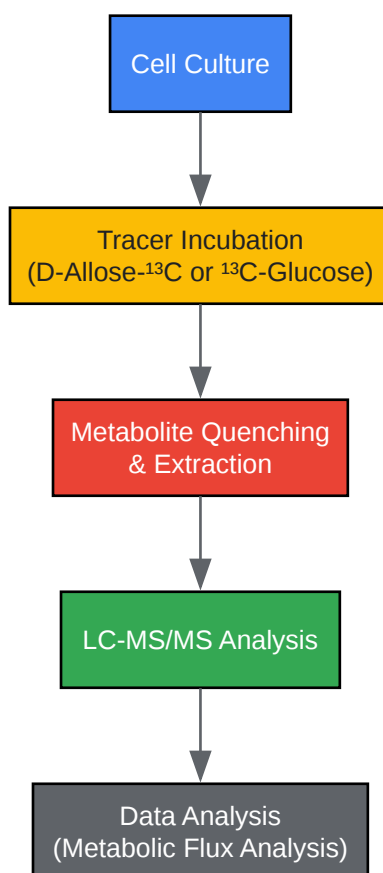 Cell Culture
Tracer Incubation
(D-Allose-¹³C or ¹³C-Glucose)
Metabolite Quenching
& Extraction
LC-MS/MS Analysis
Data Analysis
(Metabolic Flux Analysis)